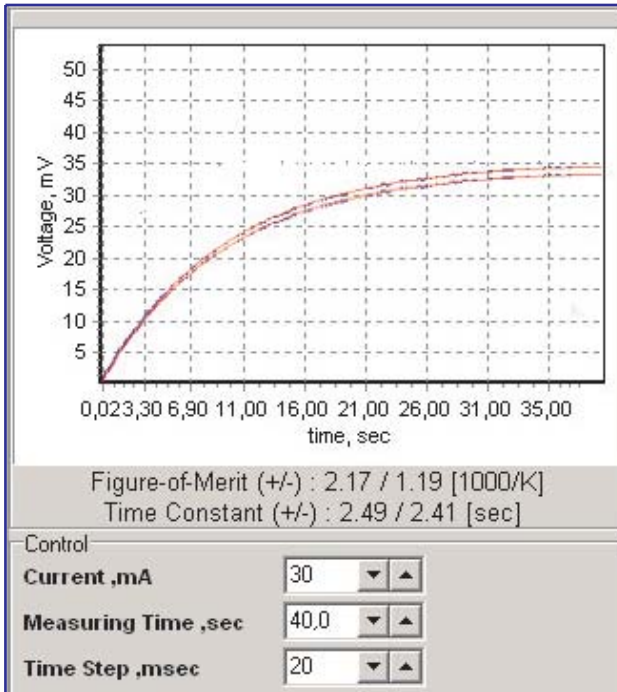 50
45
40
35
30
25
20
15
10
5
Voltage, mV
0,023,30 6,90 11,00 16,00 21,00 26,00 31,00 35,00
time, sec
Figure-of-Merit (+/-) : 2.17 / 1.19 [1000/K]
Time Constant (+/-) : 2.49 / 2.41 [sec]
Control
Current ,mA 30
Measuring Time ,sec 40,0
Time Step ,msec 20